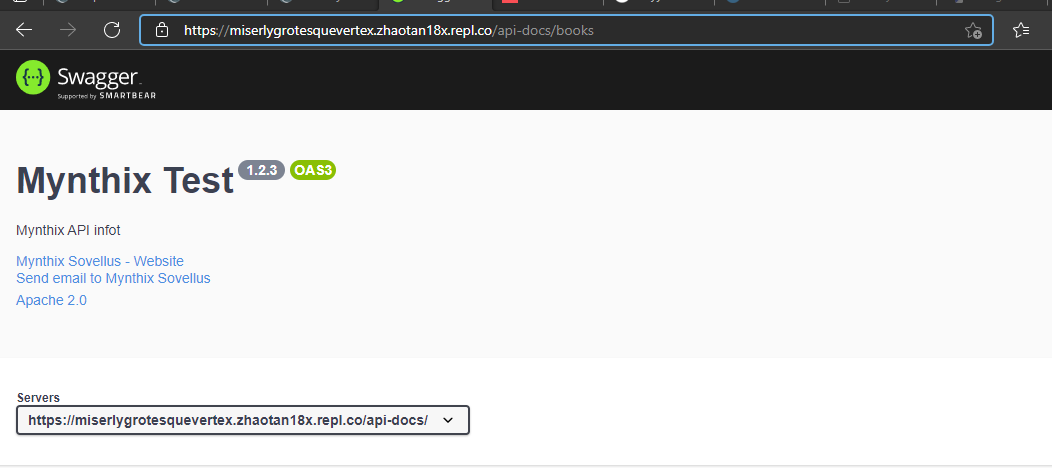 https://miserlygrotesquevertex.zhaotan18x.repl.co/api-docs/books
Swagger
Supported by SMARTBEAR
Mynthix Test 1.2.3 OAS3
Mynthix API infot
Mynthix Sovellus - Website
Send email to Mynthix Sovellus
Apache 2.0
Servers
https://miserlygrotesquevertex.zhaotan18x.repl.co/api-docs/